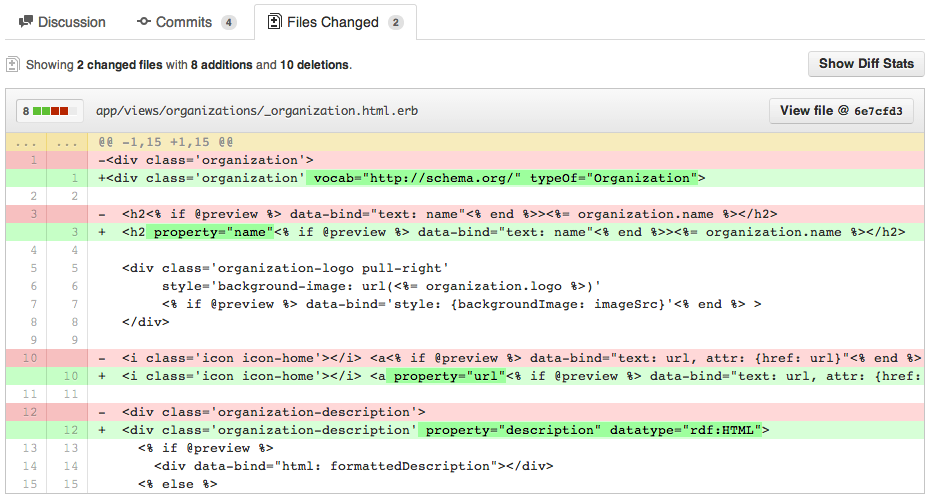 Discussion Commits 4 Files Changed 2
Showing 2 changed files with 8 additions and 10 deletions. Show Diff Stats
8 app/views/organizations/_organization.html.erb View file @ 6e7cfd3
... ... @@ -1,15 +1,15 @@
1 -<div class='organization'>
1 +<div class='organization' vocab="http://schema.org/" typeOf="Organization">
2 2
3 - <h2<% if @preview %> data-bind="text: name"<% end %>><%= organization.name %></h2>
3 + <h2 property="name"<% if @preview %> data-bind="text: name"<% end %>><%= organization.name %></h2>
4 4
5 5 <div class='organization-logo pull-right'
6 6 style='background-image: url(<%= organization.logo %>)'
7 7 <% if @preview %> data-bind='style: {backgroundImage: imageSrc}'<% end %> >
8 8 </div>
9 9
10 - <i class='icon icon-home'></i> <a<% if @preview %> data-bind="text: url, attr: {href: url}"<% end %>
10 + <i class='icon icon-home'></i> <a property="url"<% if @preview %> data-bind="text: url, attr: {href:
11 11
12 - <div class='organization-description'>
12 + <div class='organization-description' property="description" datatype="rdf:HTML">
13 13 <% if @preview %>
14 14 <div data-bind="html: formattedDescription"></div>
15 15 <% else %>